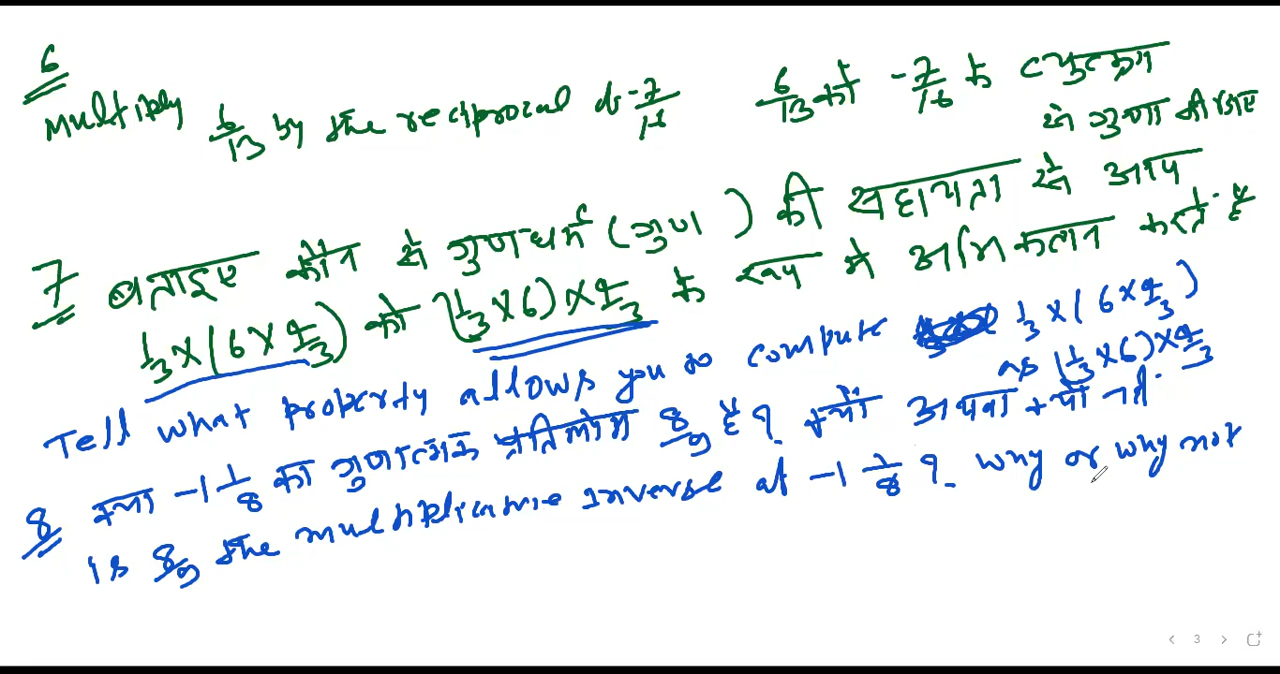 6
Multiply 6/13 by the reciprocal of -7/16 6/13 को -7/16 के व्युत्क्रम
से गुणा कीजिए
7 बताइए कौन से गुणधर्म (गुण) की सहायता से आप
1/3 × (6 × 4/3) को (1/3 × 6) × 4/3 के रूप में अभिकलन करते है
Tell what property allows you to compute 1/3 × (6 × 4/3)
as (1/3 × 6) × 4/3
8 क्या -1 1/8 का गुणात्मक प्रतिलोम 8/9 है? क्यों अथवा क्यों नहीं
is 8/9 the multiplicative inverse of -1 1/8 ? why or why not
3